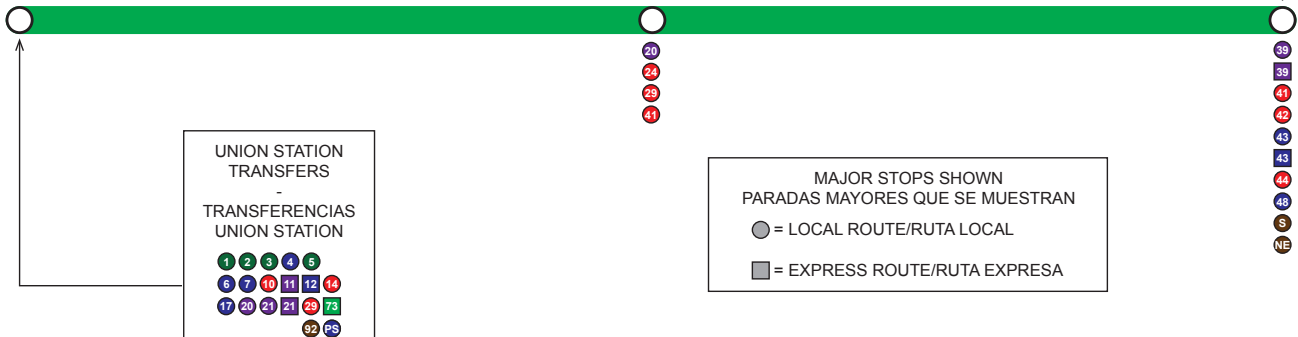 20
24
29
41
39
39
41
42
43
43
44
48
S
NE
UNION STATION
TRANSFERS
-
TRANSFERENCIAS
UNION STATION
1 2 3 4 5
6 7 10 11 12 14
17 20 21 21 29 73
92 PS
MAJOR STOPS SHOWN
PARADAS MAYORES QUE SE MUESTRAN
= LOCAL ROUTE/RUTA LOCAL
= EXPRESS ROUTE/RUTA EXPRESA